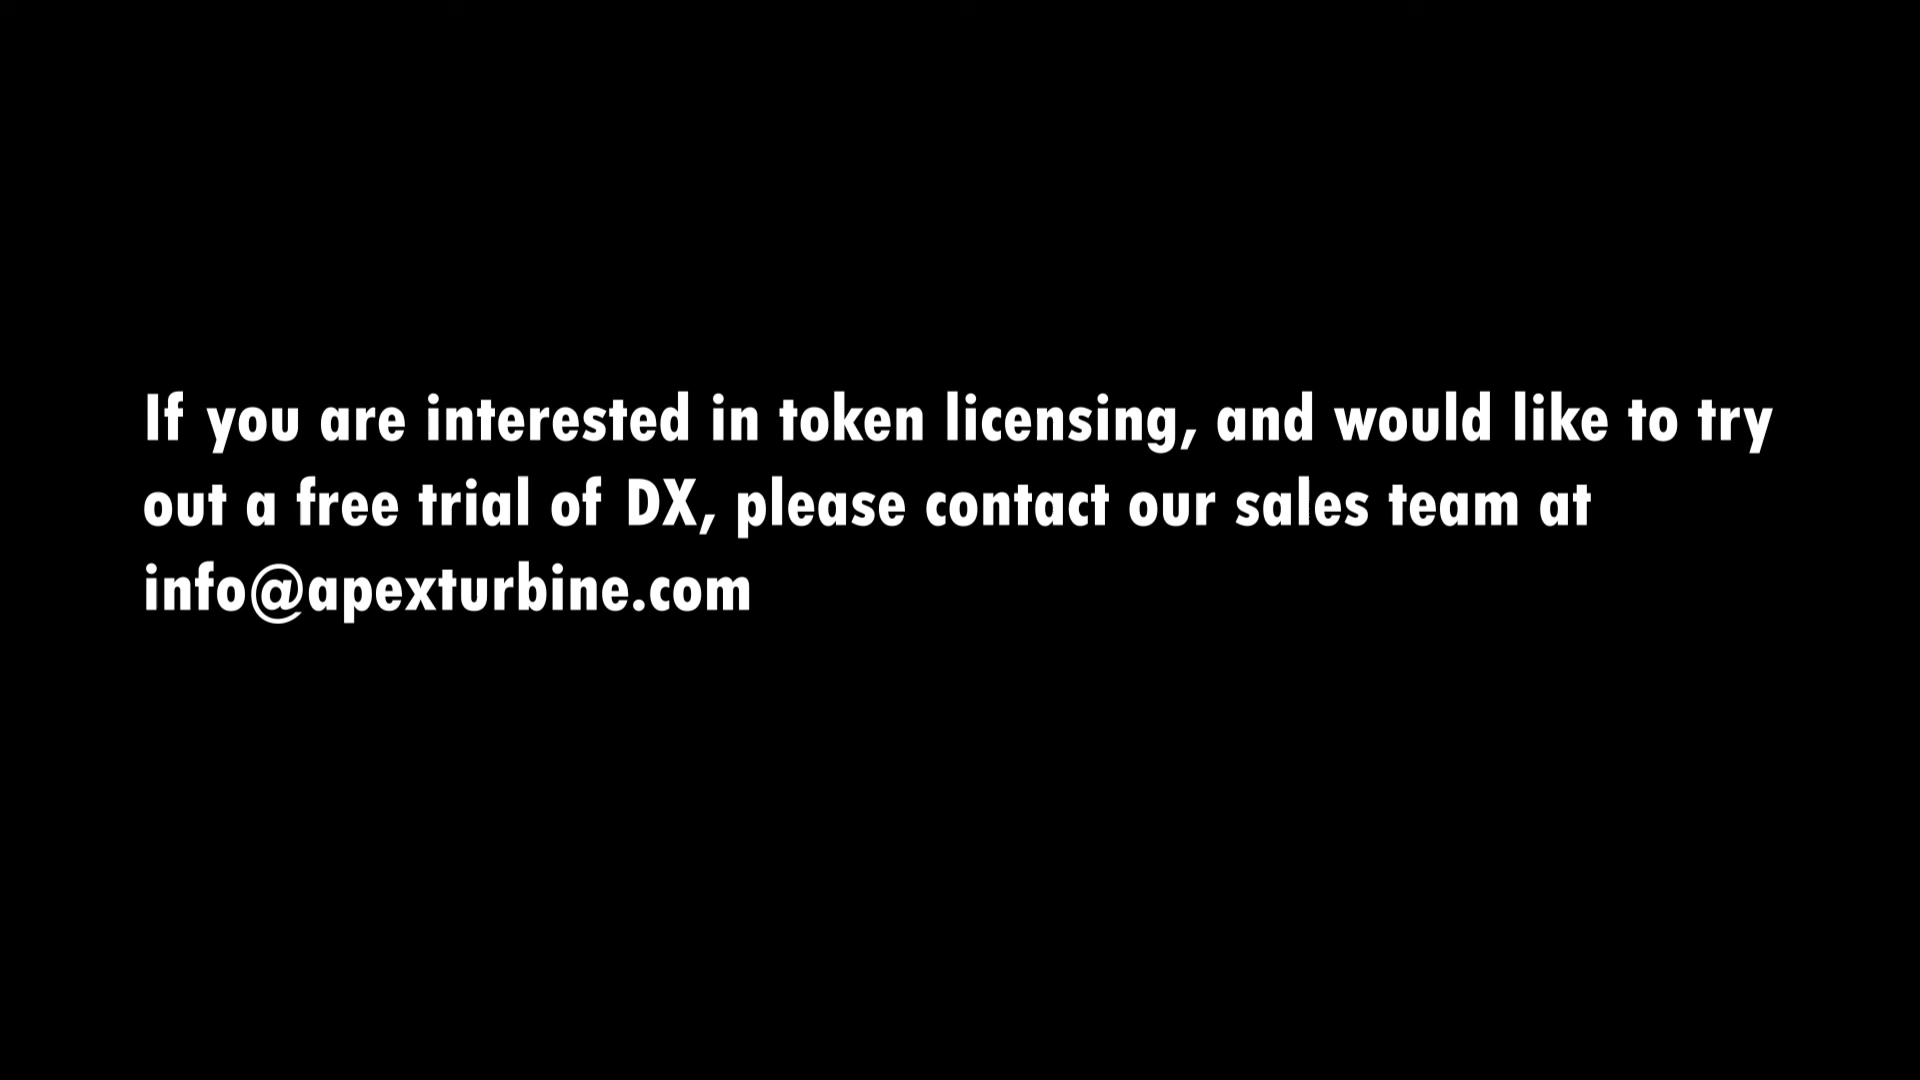 If you are interested in token licensing, and would like to try
out a free trial of DX, please contact our sales team at
info@apexturbine.com